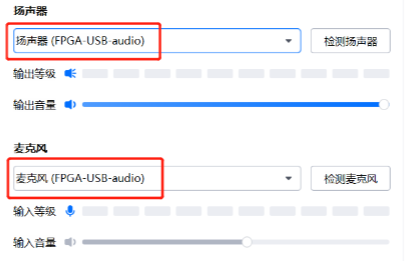 扬声器
扬声器 (FPGA-USB-audio) 检测扬声器
输出等级
输出音量
麦克风
麦克风 (FPGA-USB-audio) 检测麦克风
输入等级
输入音量